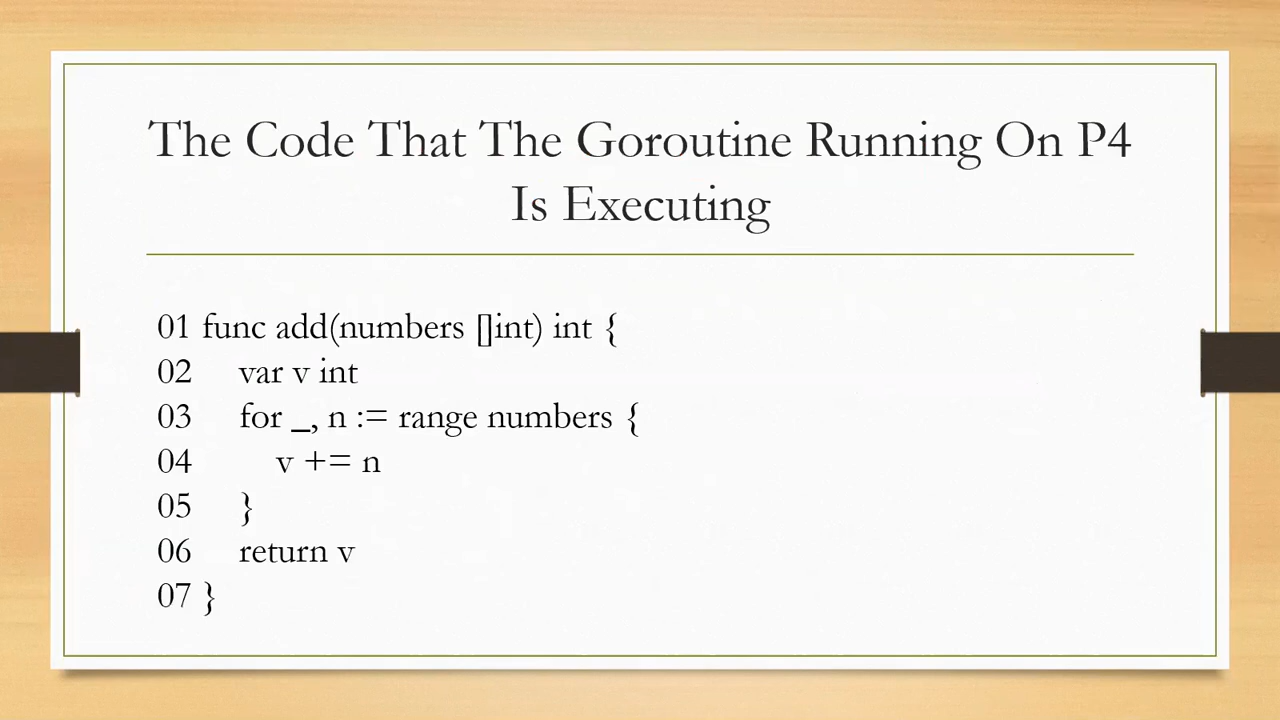 The Code That The Goroutine Running On P4
Is Executing
01 func add(numbers []int) int {
02     var v int
03     for _, n := range numbers {
04         v += n
05     }
06     return v
07 }